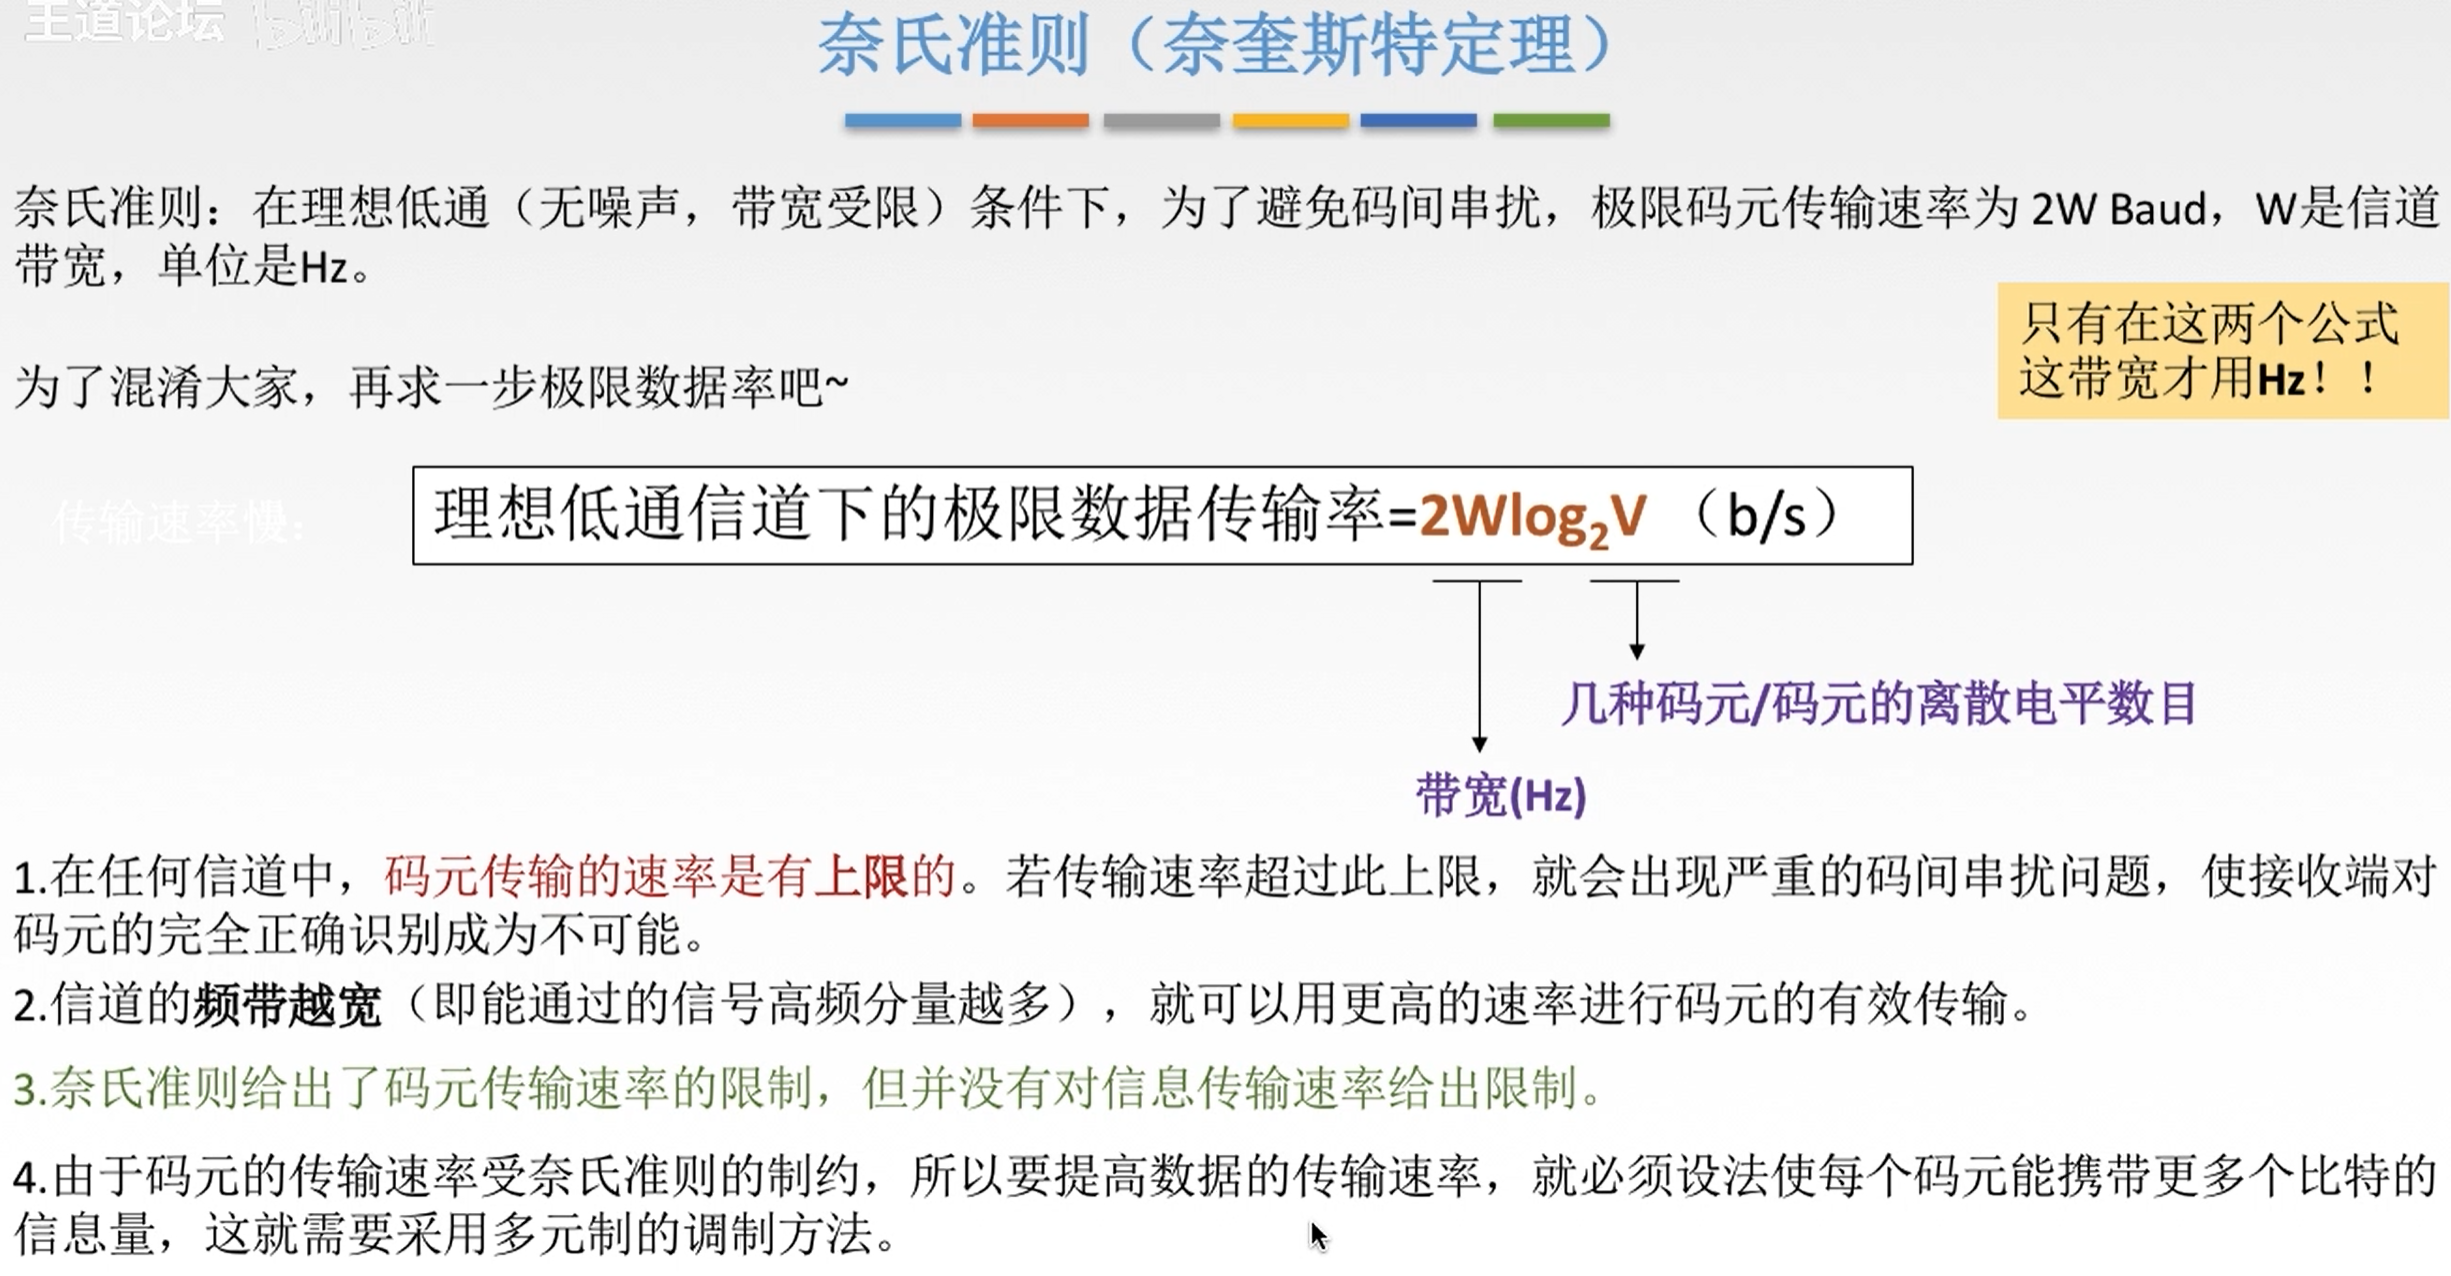 王道论坛 bilibili
奈氏准则（奈奎斯特定理）
奈氏准则：在理想低通（无噪声，带宽受限）条件下，为了避免码间串扰，极限码元传输速率为 2W Baud，W是信道
带宽，单位是Hz。
只有在这两个公式
这带宽才用Hz！！
为了混淆大家，再求一步极限数据率吧~
传输速率慢：
理想低通信道下的极限数据传输率=2Wlog₂V （b/s）
几种码元/码元的离散电平数目
带宽(Hz)
1.在任何信道中，码元传输的速率是有上限的。若传输速率超过此上限，就会出现严重的码间串扰问题，使接收端对
码元的完全正确识别成为不可能。
2.信道的频带越宽（即能通过的信号高频分量越多），就可以用更高的速率进行码元的有效传输。
3.奈氏准则给出了码元传输速率的限制，但并没有对信息传输速率给出限制。
4.由于码元的传输速率受奈氏准则的制约，所以要提高数据的传输速率，就必须设法使每个码元能携带更多个比特的
信息量，这就需要采用多元制的调制方法。